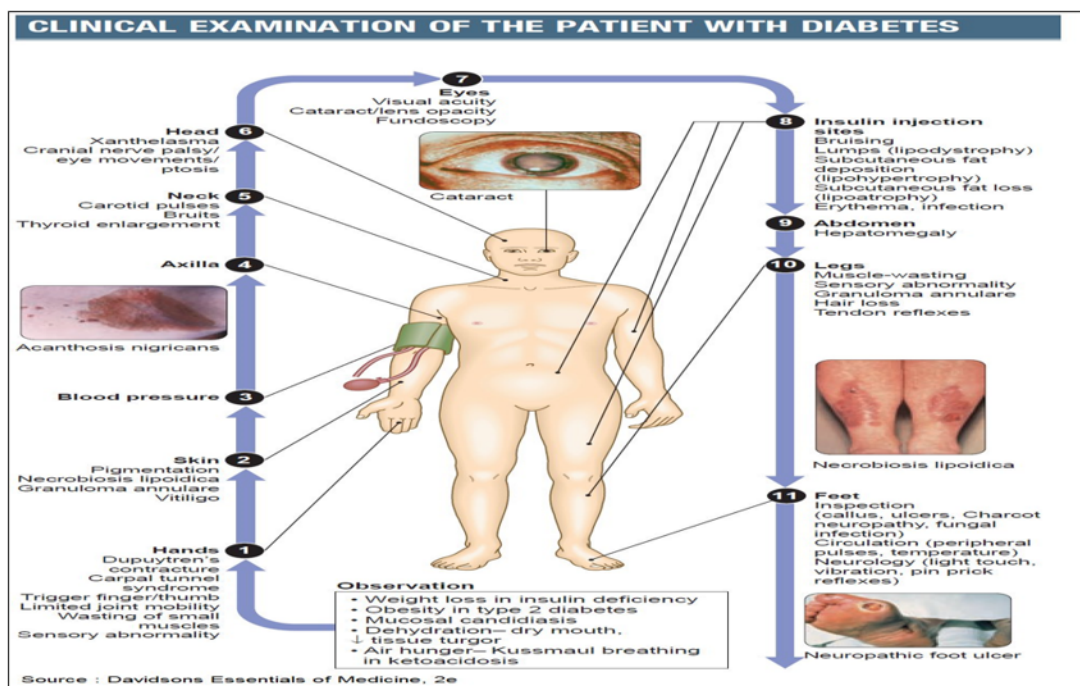 CLINICAL EXAMINATION OF THE PATIENT WITH DIABETES
7
Eyes
Visual acuity
Cataract/lens opacity
Fundoscopy
Cataract
Head 6
Xanthelasma
Cranial nerve palsy/
eye movements/
ptosis
Neck 5
Carotid pulses
Bruits
Thyroid enlargement
Axilla 4
Acanthosis nigricans
Blood pressure 3
Skin 2
Pigmentation
Necrobiosis lipoidica
Granuloma annulare
Vitiligo
Hands 1
Dupuytren's
contracture
Carpal tunnel
syndrome
Trigger finger/thumb
Limited joint mobility
Wasting of small
muscles
Sensory abnormality
Observation
• Weight loss in insulin deficiency
• Obesity in type 2 diabetes
• Mucosal candidiasis
• Dehydration– dry mouth,
↓ tissue turgor
• Air hunger– Kussmaul breathing
in ketoacidosis
8 Insulin injection
sites
Bruising
Lumps (lipodystrophy)
Subcutaneous fat
deposition
(lipohypertrophy)
Subcutaneous fat loss
(lipoatrophy)
Erythema, infection
9 Abdomen
Hepatomegaly
10 Legs
Muscle-wasting
Sensory abnormality
Granuloma annulare
Hair loss
Tendon reflexes
Necrobiosis lipoidica
11 Feet
Inspection
(callus, ulcers, Charcot
neuropathy, fungal
infection)
Circulation (peripheral
pulses, temperature)
Neurology (light touch,
vibration, pin prick
reflexes)
Neuropathic foot ulcer
Source : Davidsons Essentials of Medicine, 2e